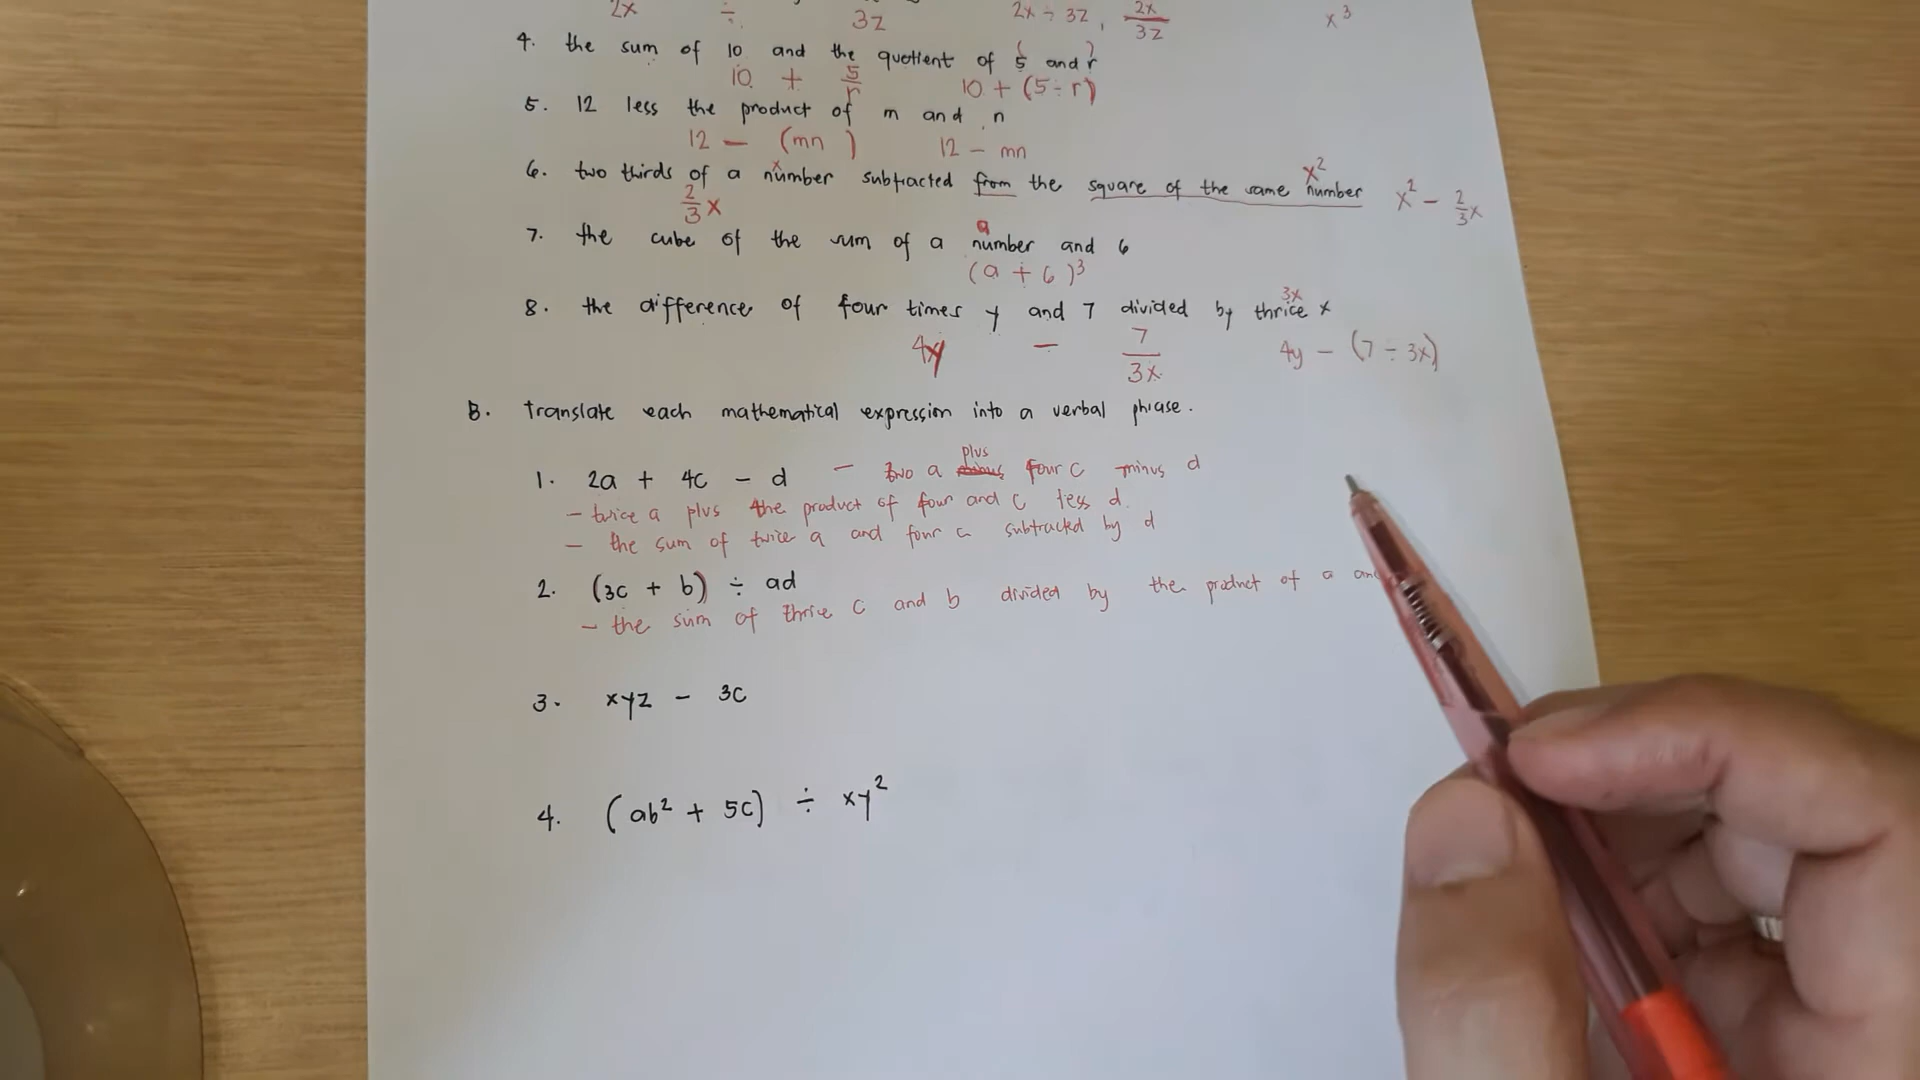 2x ÷ 3z 2x ÷ 3z, 2x/3z x³
4. the sum of 10 and the quotient of 5 and r
10 + 5/r 10 + (5 ÷ r)
5. 12 less the product of m and n
12 – (mn) 12 – mn
x x²
6. two thirds of a number subtracted from the square of the same number x² – 2/3x
2/3 x
a
7. the cube of the sum of a number and 6
(a + 6)³
3x
8. the difference of four times y and 7 divided by thrice x
4y – 7/3x 4y – (7 ÷ 3x)
B. Translate each mathematical expression into a verbal phrase.
plus
1. 2a + 4c – d – two a minus four c minus d
– twice a plus the product of four and c less d.
– the sum of twice a and four c subtracted by d
2. (3c + b) ÷ ad
– the sum of thrice c and b divided by the product of a and
3. xyz – 3c
4. (ab² + 5c) ÷ xy²